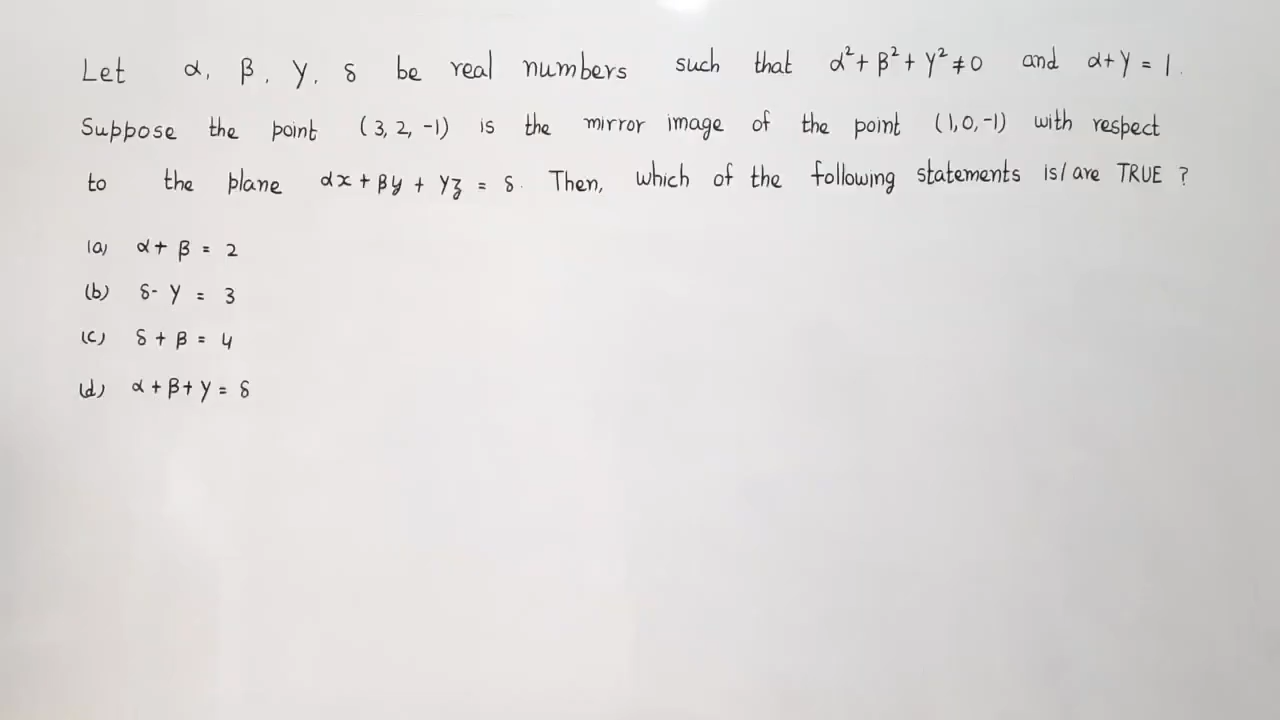 Let α, β, γ, δ be real numbers such that α² + β² + γ² ≠ 0 and α + γ = 1.
Suppose the point (3, 2, -1) is the mirror image of the point (1, 0, -1) with respect
to the plane αx + βy + γz = δ. Then, which of the following statements is/are TRUE ?
(a) α + β = 2
(b) δ - γ = 3
(c) δ + β = 4
(d) α + β + γ = δ